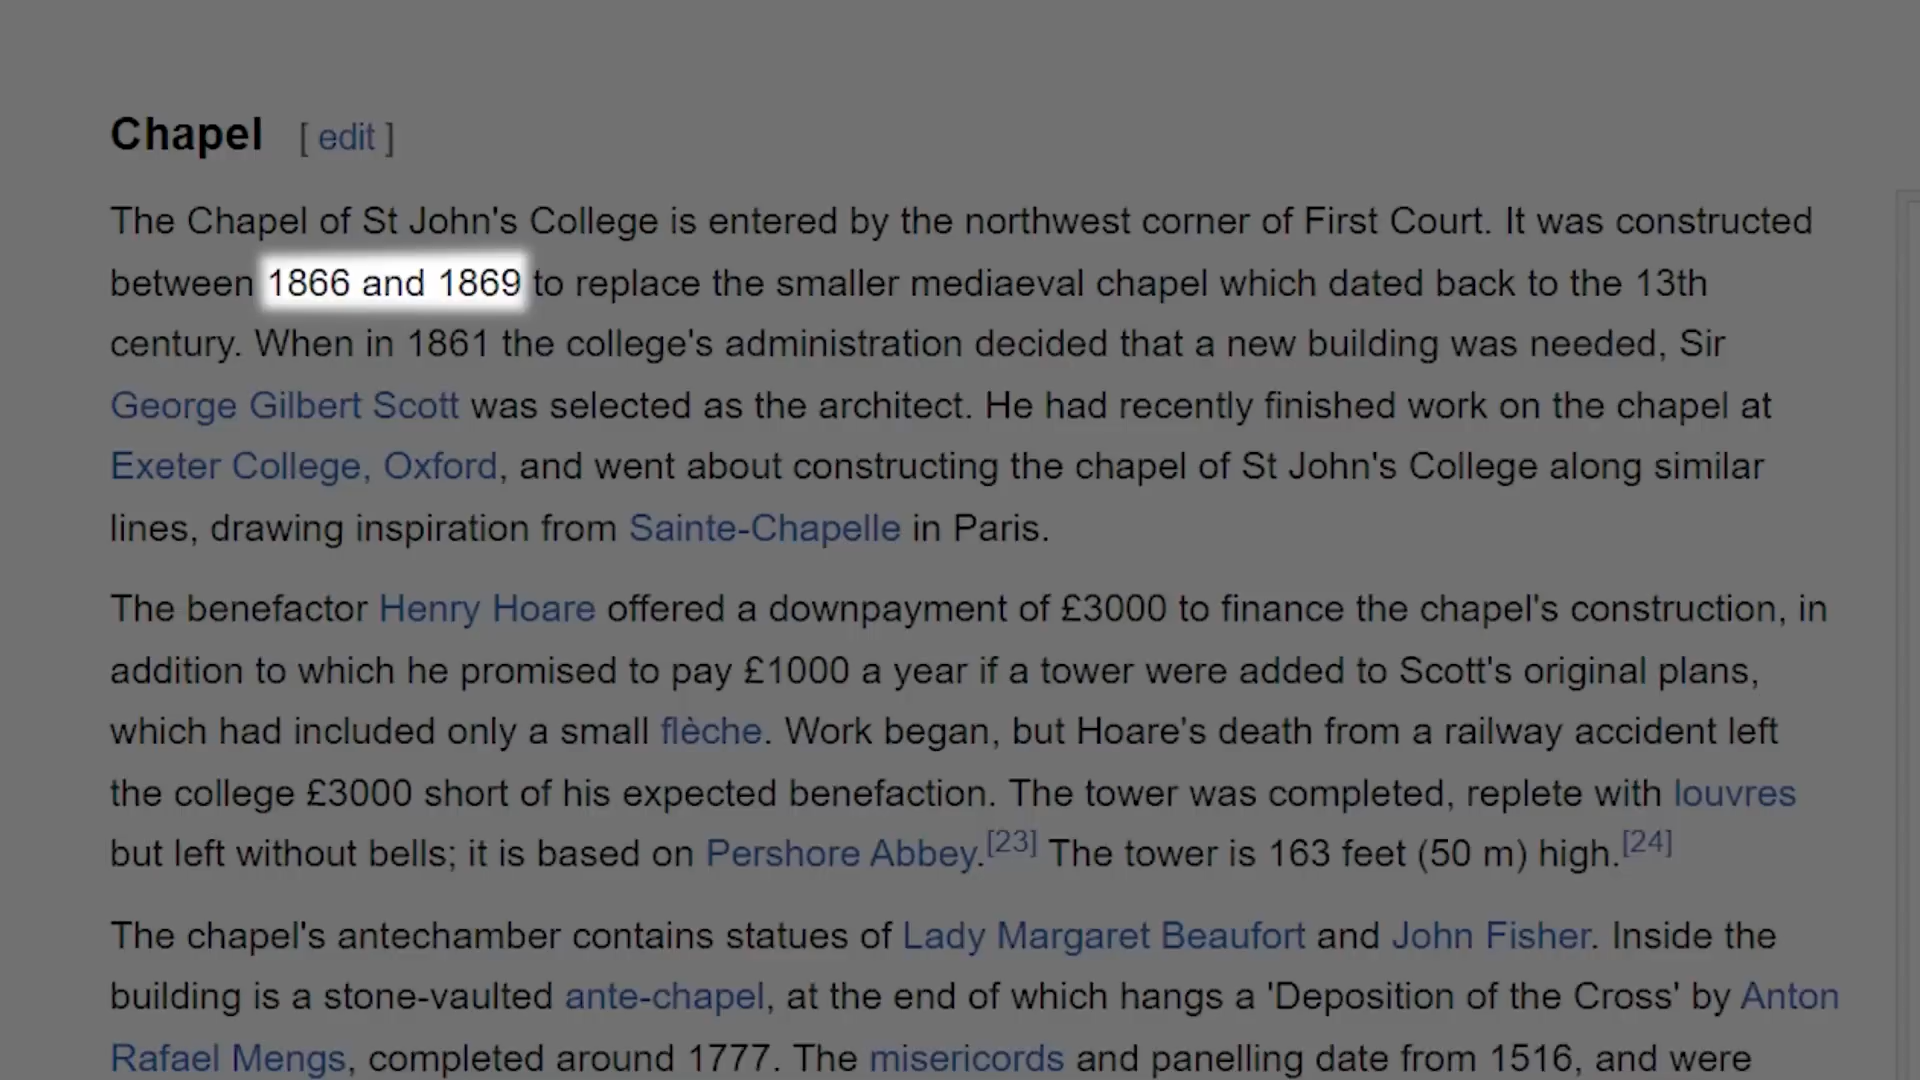 Chapel [ edit ]
The Chapel of St John's College is entered by the northwest corner of First Court. It was constructed
between 1866 and 1869 to replace the smaller mediaeval chapel which dated back to the 13th
century. When in 1861 the college's administration decided that a new building was needed, Sir
George Gilbert Scott was selected as the architect. He had recently finished work on the chapel at
Exeter College, Oxford, and went about constructing the chapel of St John's College along similar
lines, drawing inspiration from Sainte-Chapelle in Paris.
The benefactor Henry Hoare offered a downpayment of £3000 to finance the chapel's construction, in
addition to which he promised to pay £1000 a year if a tower were added to Scott's original plans,
which had included only a small flèche. Work began, but Hoare's death from a railway accident left
the college £3000 short of his expected benefaction. The tower was completed, replete with louvres
but left without bells; it is based on Pershore Abbey.[23] The tower is 163 feet (50 m) high.[24]
The chapel's antechamber contains statues of Lady Margaret Beaufort and John Fisher. Inside the
building is a stone-vaulted ante-chapel, at the end of which hangs a 'Deposition of the Cross' by Anton
Rafael Mengs, completed around 1777. The misericords and panelling date from 1516, and were